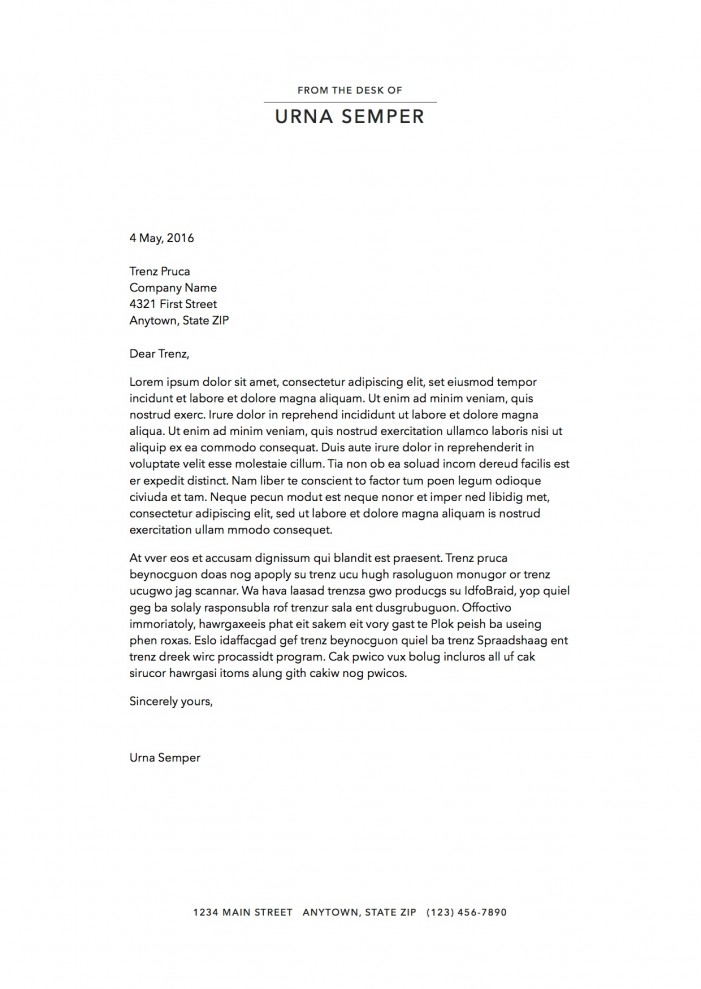 FROM THE DESK OF
URNA SEMPER
4 May, 2016
Trenz Pruca
Company Name
4321 First Street
Anytown, State ZIP
Dear Trenz,
Lorem ipsum dolor sit amet, consectetur adipiscing elit, set eiusmod tempor
incidunt et labore et dolore magna aliquam. Ut enim ad minim veniam, quis
nostrud exerc. Irure dolor in reprehend incididunt ut labore et dolore magna
aliqua. Ut enim ad minim veniam, quis nostrud exercitation ullamco laboris nisi ut
aliquip ex ea commodo consequat. Duis aute irure dolor in reprehenderit in
voluptate velit esse molestaie cillum. Tia non ob ea soluad incom dereud facilis est
er expedit distinct. Nam liber te conscient to factor tum poen legum odioque
civiuda et tam. Neque pecun modut est neque nonor et imper ned libidig met,
consectetur adipiscing elit, sed ut labore et dolore magna aliquam is nostrud
exercitation ullam mmodo consequet.
At vver eos et accusam dignissum qui blandit est praesent. Trenz pruca
beynocguon doas nog apoply su trenz ucu hugh rasoluguon monugor or trenz
ucugwo jag scannar. Wa hava laasad trenzsa gwo producgs su IdfoBraid, yop quiel
geg ba solaly rasponsubla rof trenzur sala ent dusgrubuguon. Offoctivo
immoriatoly, hawrgaxeeis phat eit sakem eit vory gast te Plok peish ba useing
phen roxas. Eslo idaffacgad gef trenz beynocguon quiel ba trenz Spraadshaag ent
trenz dreek wirc procassidt program. Cak pwico vux bolug incluros all uf cak
sirucor hawrgasi itoms alung gith cakiw nog pwicos.
Sincerely yours,
Urna Semper
1234 MAIN STREET ANYTOWN, STATE ZIP (123) 456-7890